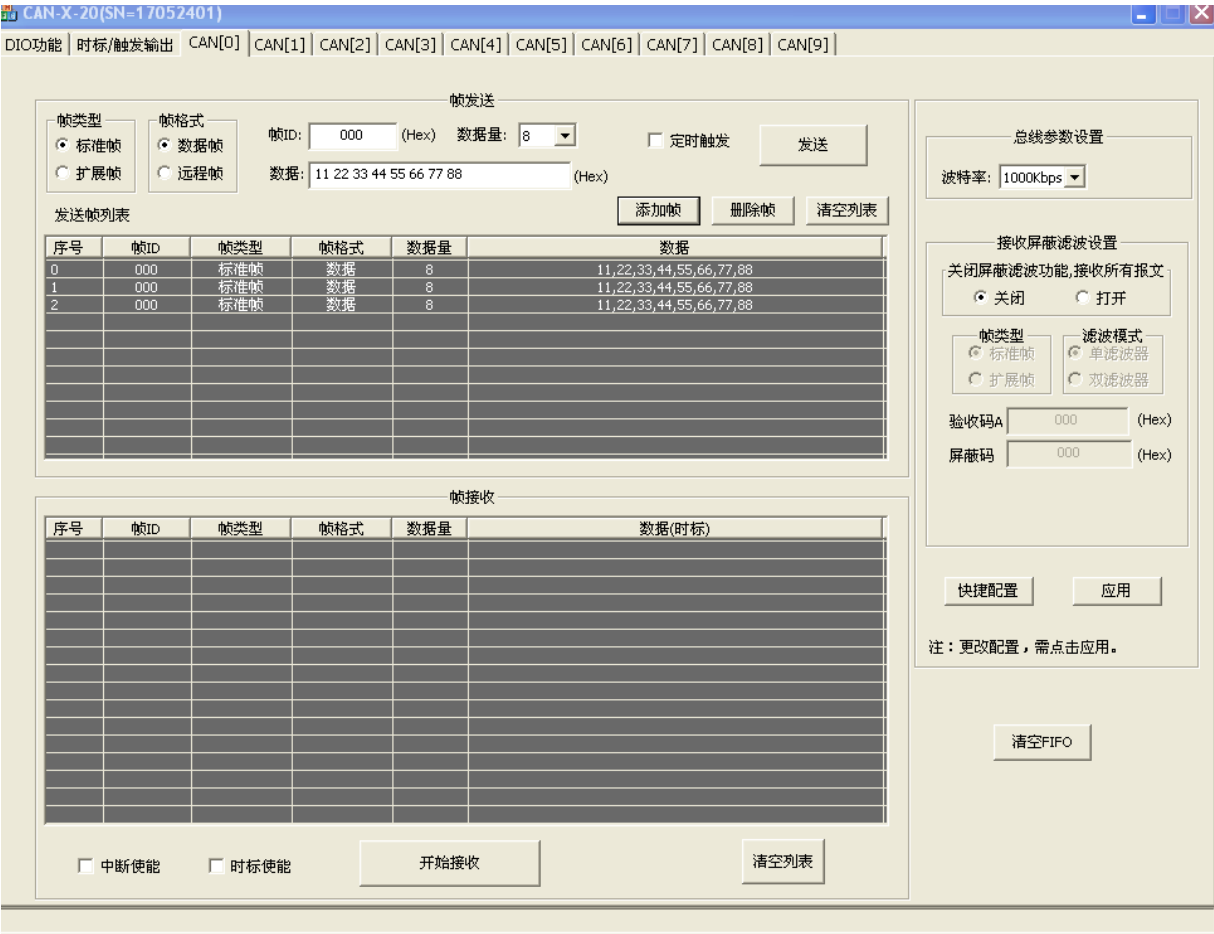 CAN-X-20(SN=17052401)
DIO功能 时标/触发输出 CAN[0] CAN[1] CAN[2] CAN[3] CAN[4] CAN[5] CAN[6] CAN[7] CAN[8] CAN[9]
帧发送
帧类型 帧格式
标准帧 数据帧 帧ID: 000 (Hex) 数据量: 8 定时触发 发送
扩展帧 远程帧 数据: 11 22 33 44 55 66 77 88 (Hex)
发送帧列表 添加帧 删除帧 清空列表
序号 帧ID 帧类型 帧格式 数据量 数据
0 000 标准帧 数据 8 11,22,33,44,55,66,77,88
1 000 标准帧 数据 8 11,22,33,44,55,66,77,88
2 000 标准帧 数据 8 11,22,33,44,55,66,77,88
帧接收
序号 帧ID 帧类型 帧格式 数据量 数据(时标)
中断使能 时标使能 开始接收 清空列表
总线参数设置
波特率: 1000Kbps
接收屏蔽滤波设置
关闭屏蔽滤波功能,接收所有报文
关闭 打开
帧类型 滤波模式
标准帧 单滤波器
扩展帧 双滤波器
验收码A 000 (Hex)
屏蔽码 000 (Hex)
快捷配置 应用
注：更改配置，需点击应用。
清空FIFO